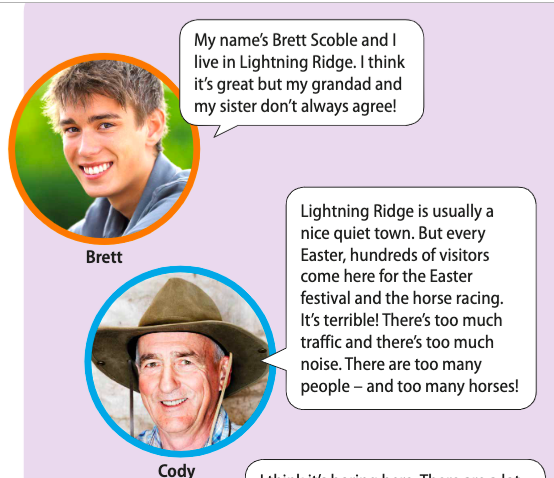 My name's Brett Scoble and I
live in Lightning Ridge. I think
it's great but my grandad and
my sister don't always agree!
Brett
Lightning Ridge is usually a
nice quiet town. But every
Easter, hundreds of visitors
come here for the Easter
festival and the horse racing.
It's terrible! There's too much
traffic and there's too much
noise. There are too many
people – and too many horses!
Cody
I think it's boring here. There are a lot